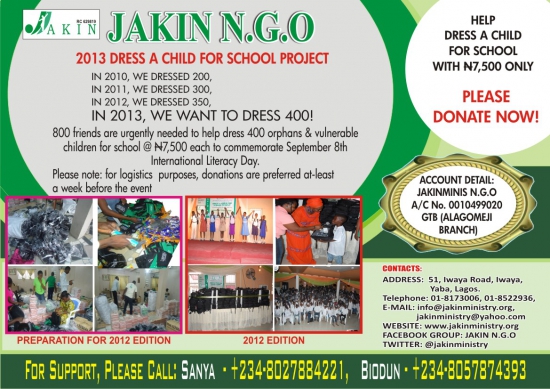 RC 625615
JAKIN
JAKIN N.G.O
2013 DRESS A CHILD FOR SCHOOL PROJECT
IN 2010, WE DRESSED 200,
IN 2011, WE DRESSED 300,
IN 2012, WE DRESSED 350,
IN 2013, WE WANT TO DRESS 400!
800 friends are urgently needed to help dress 400 orphans & vulnerable
children for school @ ₦7,500 each to commemorate September 8th
International Literacy Day.
Please note: for logistics purposes, donations are preferred at-least
a week before the event
HELP
DRESS A CHILD
FOR SCHOOL
WITH ₦7,500 ONLY
PLEASE
DONATE NOW!
ACCOUNT DETAIL:
JAKINMINIS N.G.O
A/C No. 0010499020
GTB (ALAGOMEJI
BRANCH)
PREPARATION FOR 2012 EDITION
2012 EDITION
CONTACTS:
ADDRESS: 51, Iwaya Road, Iwaya,
Yaba, Lagos.
Telephone: 01-8173006, 01-8522936,
E-MAIL: info@jakinministry.org,
jakinministry@yahoo.com
WEBSITE: www.jakinministry.org
FACEBOOK GROUP: JAKIN N.G.O
TWITTER: @jakinministry
FOR SUPPORT, PLEASE CALL: SANYA - +234-8027884221, BIODUN - +234-8057874393